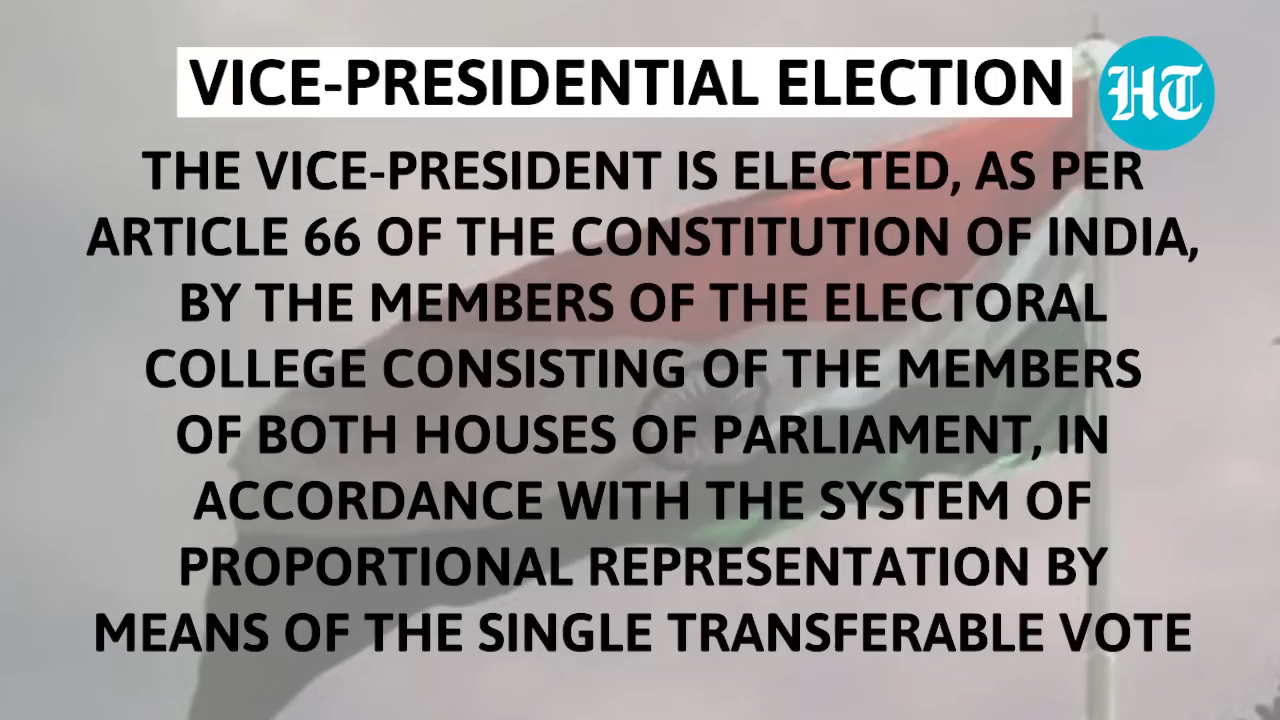 VICE-PRESIDENTIAL ELECTION
HT
THE VICE-PRESIDENT IS ELECTED, AS PER
ARTICLE 66 OF THE CONSTITUTION OF INDIA,
BY THE MEMBERS OF THE ELECTORAL
COLLEGE CONSISTING OF THE MEMBERS
OF BOTH HOUSES OF PARLIAMENT, IN
ACCORDANCE WITH THE SYSTEM OF
PROPORTIONAL REPRESENTATION BY
MEANS OF THE SINGLE TRANSFERABLE VOTE